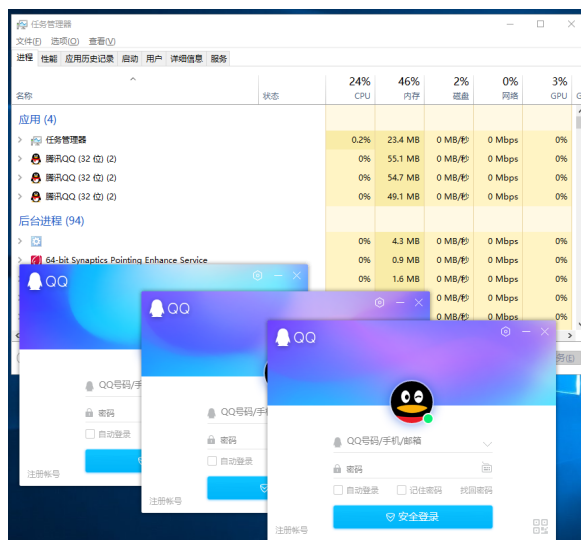 任务管理器
文件(F) 选项(O) 查看(V)
进程 性能 应用历史记录 启动 用户 详细信息 服务
24% 46% 2% 0% 3%
名称 状态 CPU 内存 磁盘 网络 GPU G
应用 (4)
任务管理器 0.2% 23.4 MB 0 MB/秒 0 Mbps 0%
腾讯QQ (32 位) (2) 0% 55.1 MB 0 MB/秒 0 Mbps 0%
腾讯QQ (32 位) (2) 0% 54.7 MB 0 MB/秒 0 Mbps 0%
腾讯QQ (32 位) (2) 0% 49.1 MB 0 MB/秒 0 Mbps 0%
后台进程 (94)
0% 4.3 MB 0 MB/秒 0 Mbps 0%
64-bit Synaptics Pointing Enhance Service 0% 0.9 MB 0 MB/秒 0 Mbps 0%
0% 1.6 MB 0 MB/秒 0 Mbps 0%
0 MB/秒 0 Mbps 0%
0 MB/秒 0 Mbps 0%
务(E)
QQ
QQ号码/手
密码
自动登录
注册帐号
QQ
QQ号码/手
密码
自动登录
注册帐号
QQ
QQ号码/手机/邮箱
密码
自动登录 记住密码 找回密码
安全登录
注册帐号